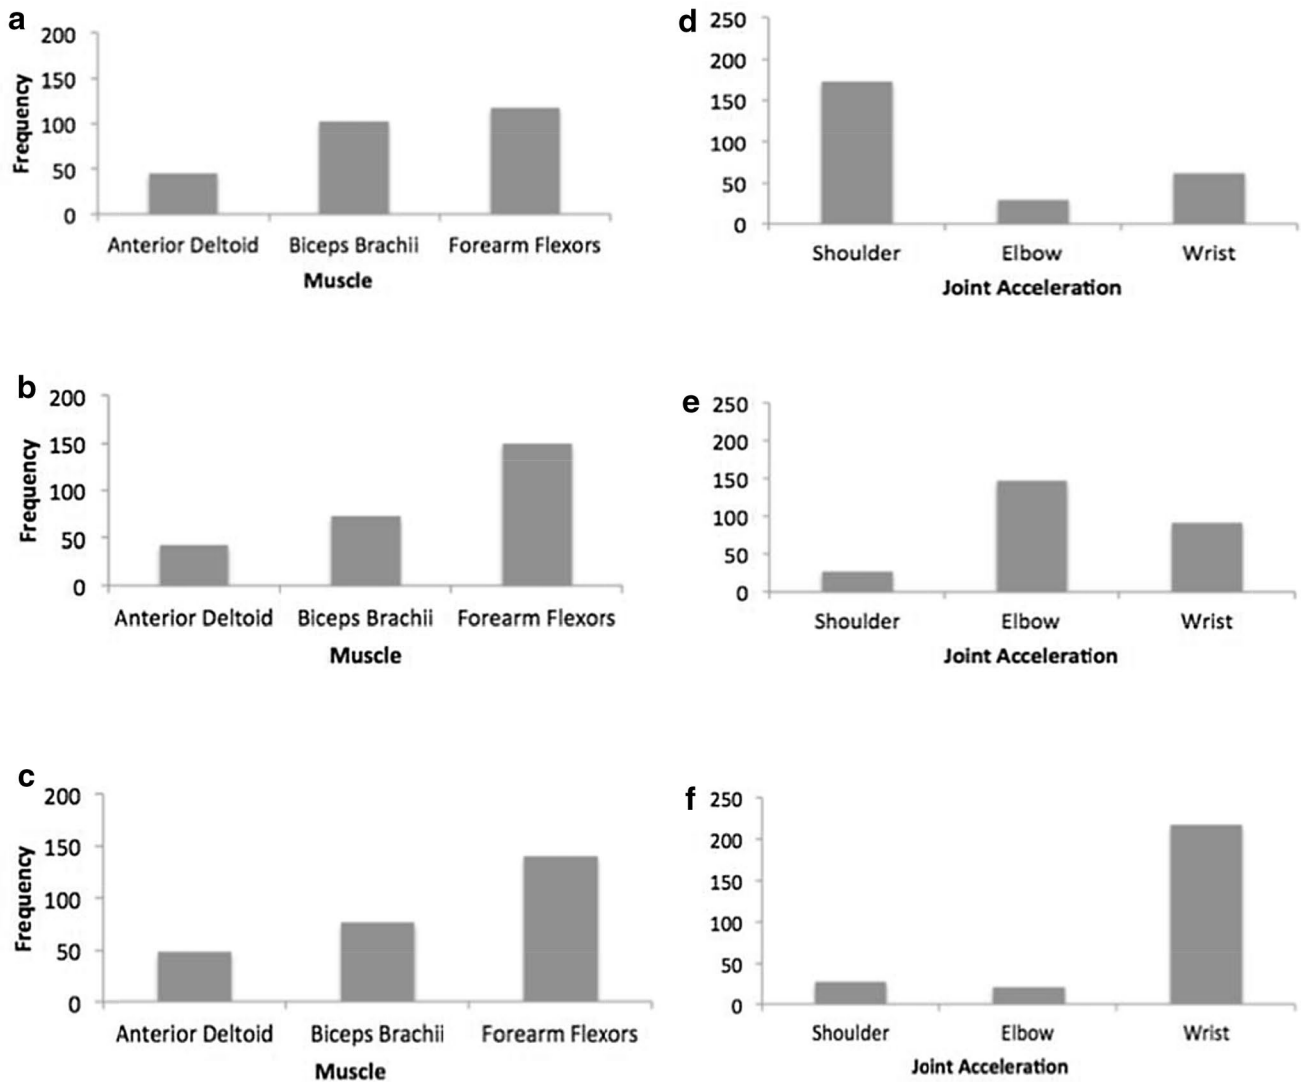 a
200
150
100
50
0
Frequency
Anterior Deltoid Biceps Brachii Forearm Flexors
Muscle
d
250
200
150
100
50
0
Shoulder Elbow Wrist
Joint Acceleration
b
200
150
100
50
0
Frequency
Anterior Deltoid Biceps Brachii Forearm Flexors
Muscle
e
250
200
150
100
50
0
Shoulder Elbow Wrist
Joint Acceleration
c
200
150
100
50
0
Frequency
Anterior Deltoid Biceps Brachii Forearm Flexors
Muscle
f
250
200
150
100
50
0
Shoulder Elbow Wrist
Joint Acceleration